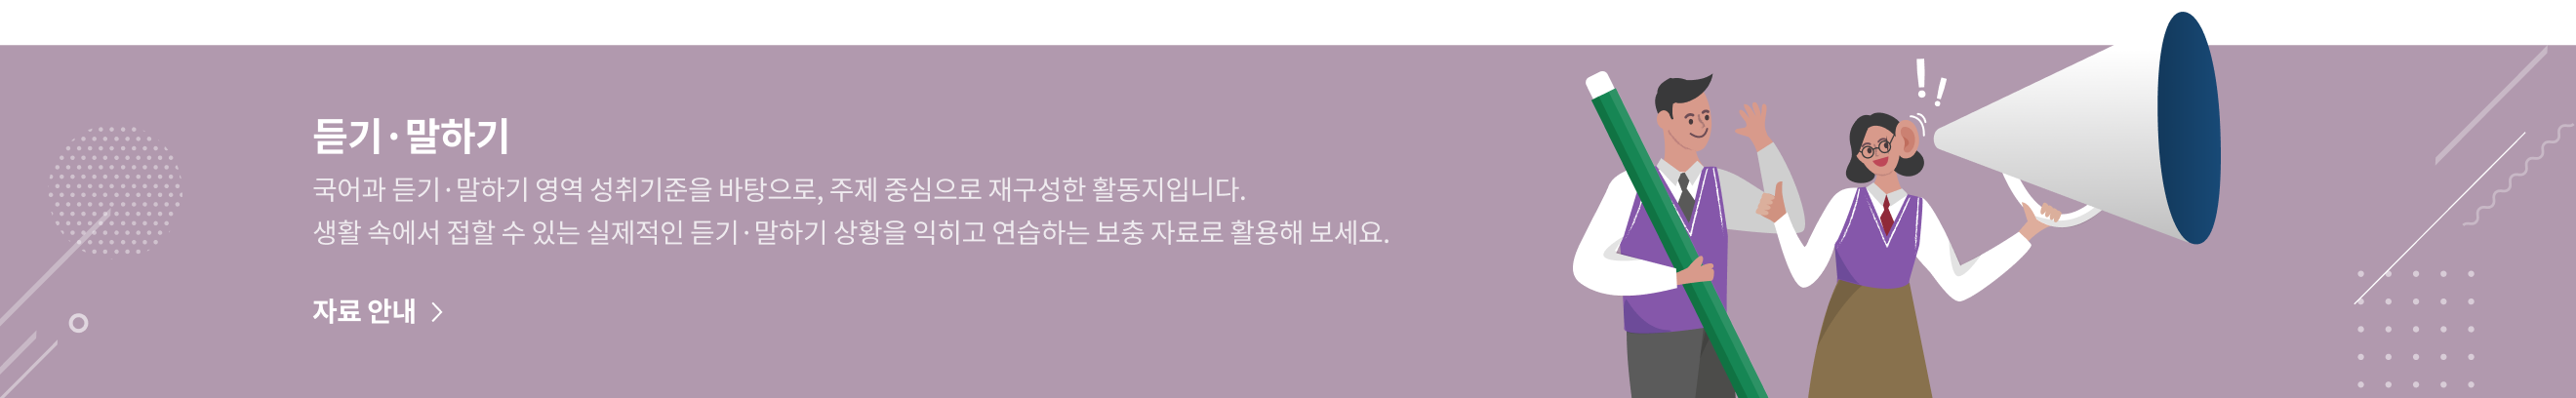 듣기·말하기
국어과 듣기·말하기 영역 성취기준을 바탕으로, 주제 중심으로 재구성한 활동지입니다.
생활 속에서 접할 수 있는 실제적인 듣기·말하기 상황을 익히고 연습하는 보충 자료로 활용해 보세요.
자료 안내 >
!!